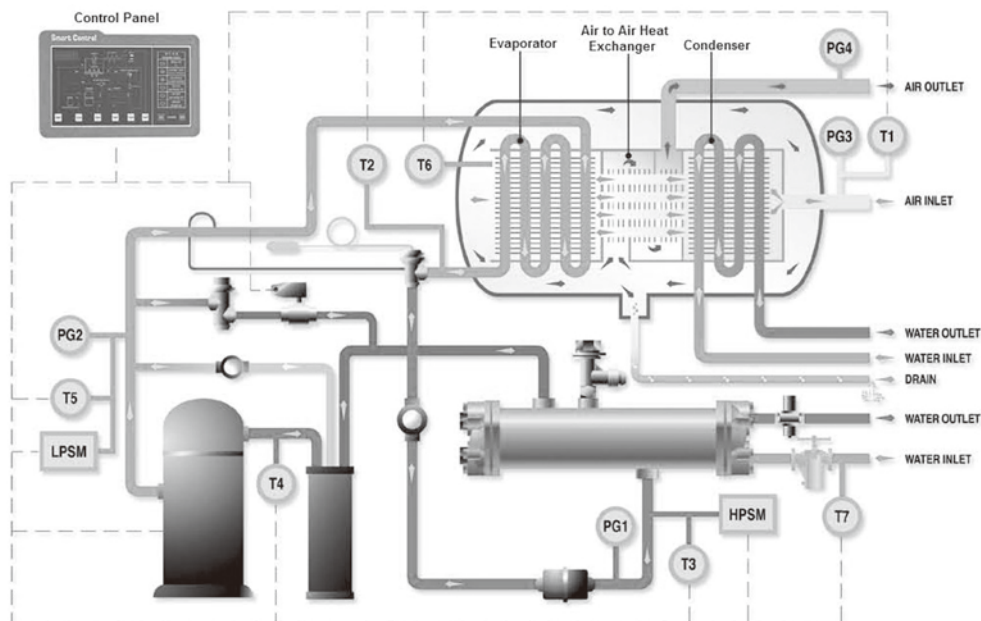 Control Panel
Smart Control
Evaporator
Air to Air Heat
Exchanger
Condenser
PG4
AIR OUTLET
PG3
T1
T2
T6
AIR INLET
PG2
WATER OUTLET
WATER INLET
DRAIN
T5
WATER OUTLET
LPSM
WATER INLET
T4
PG1
HPSM
T7
T3